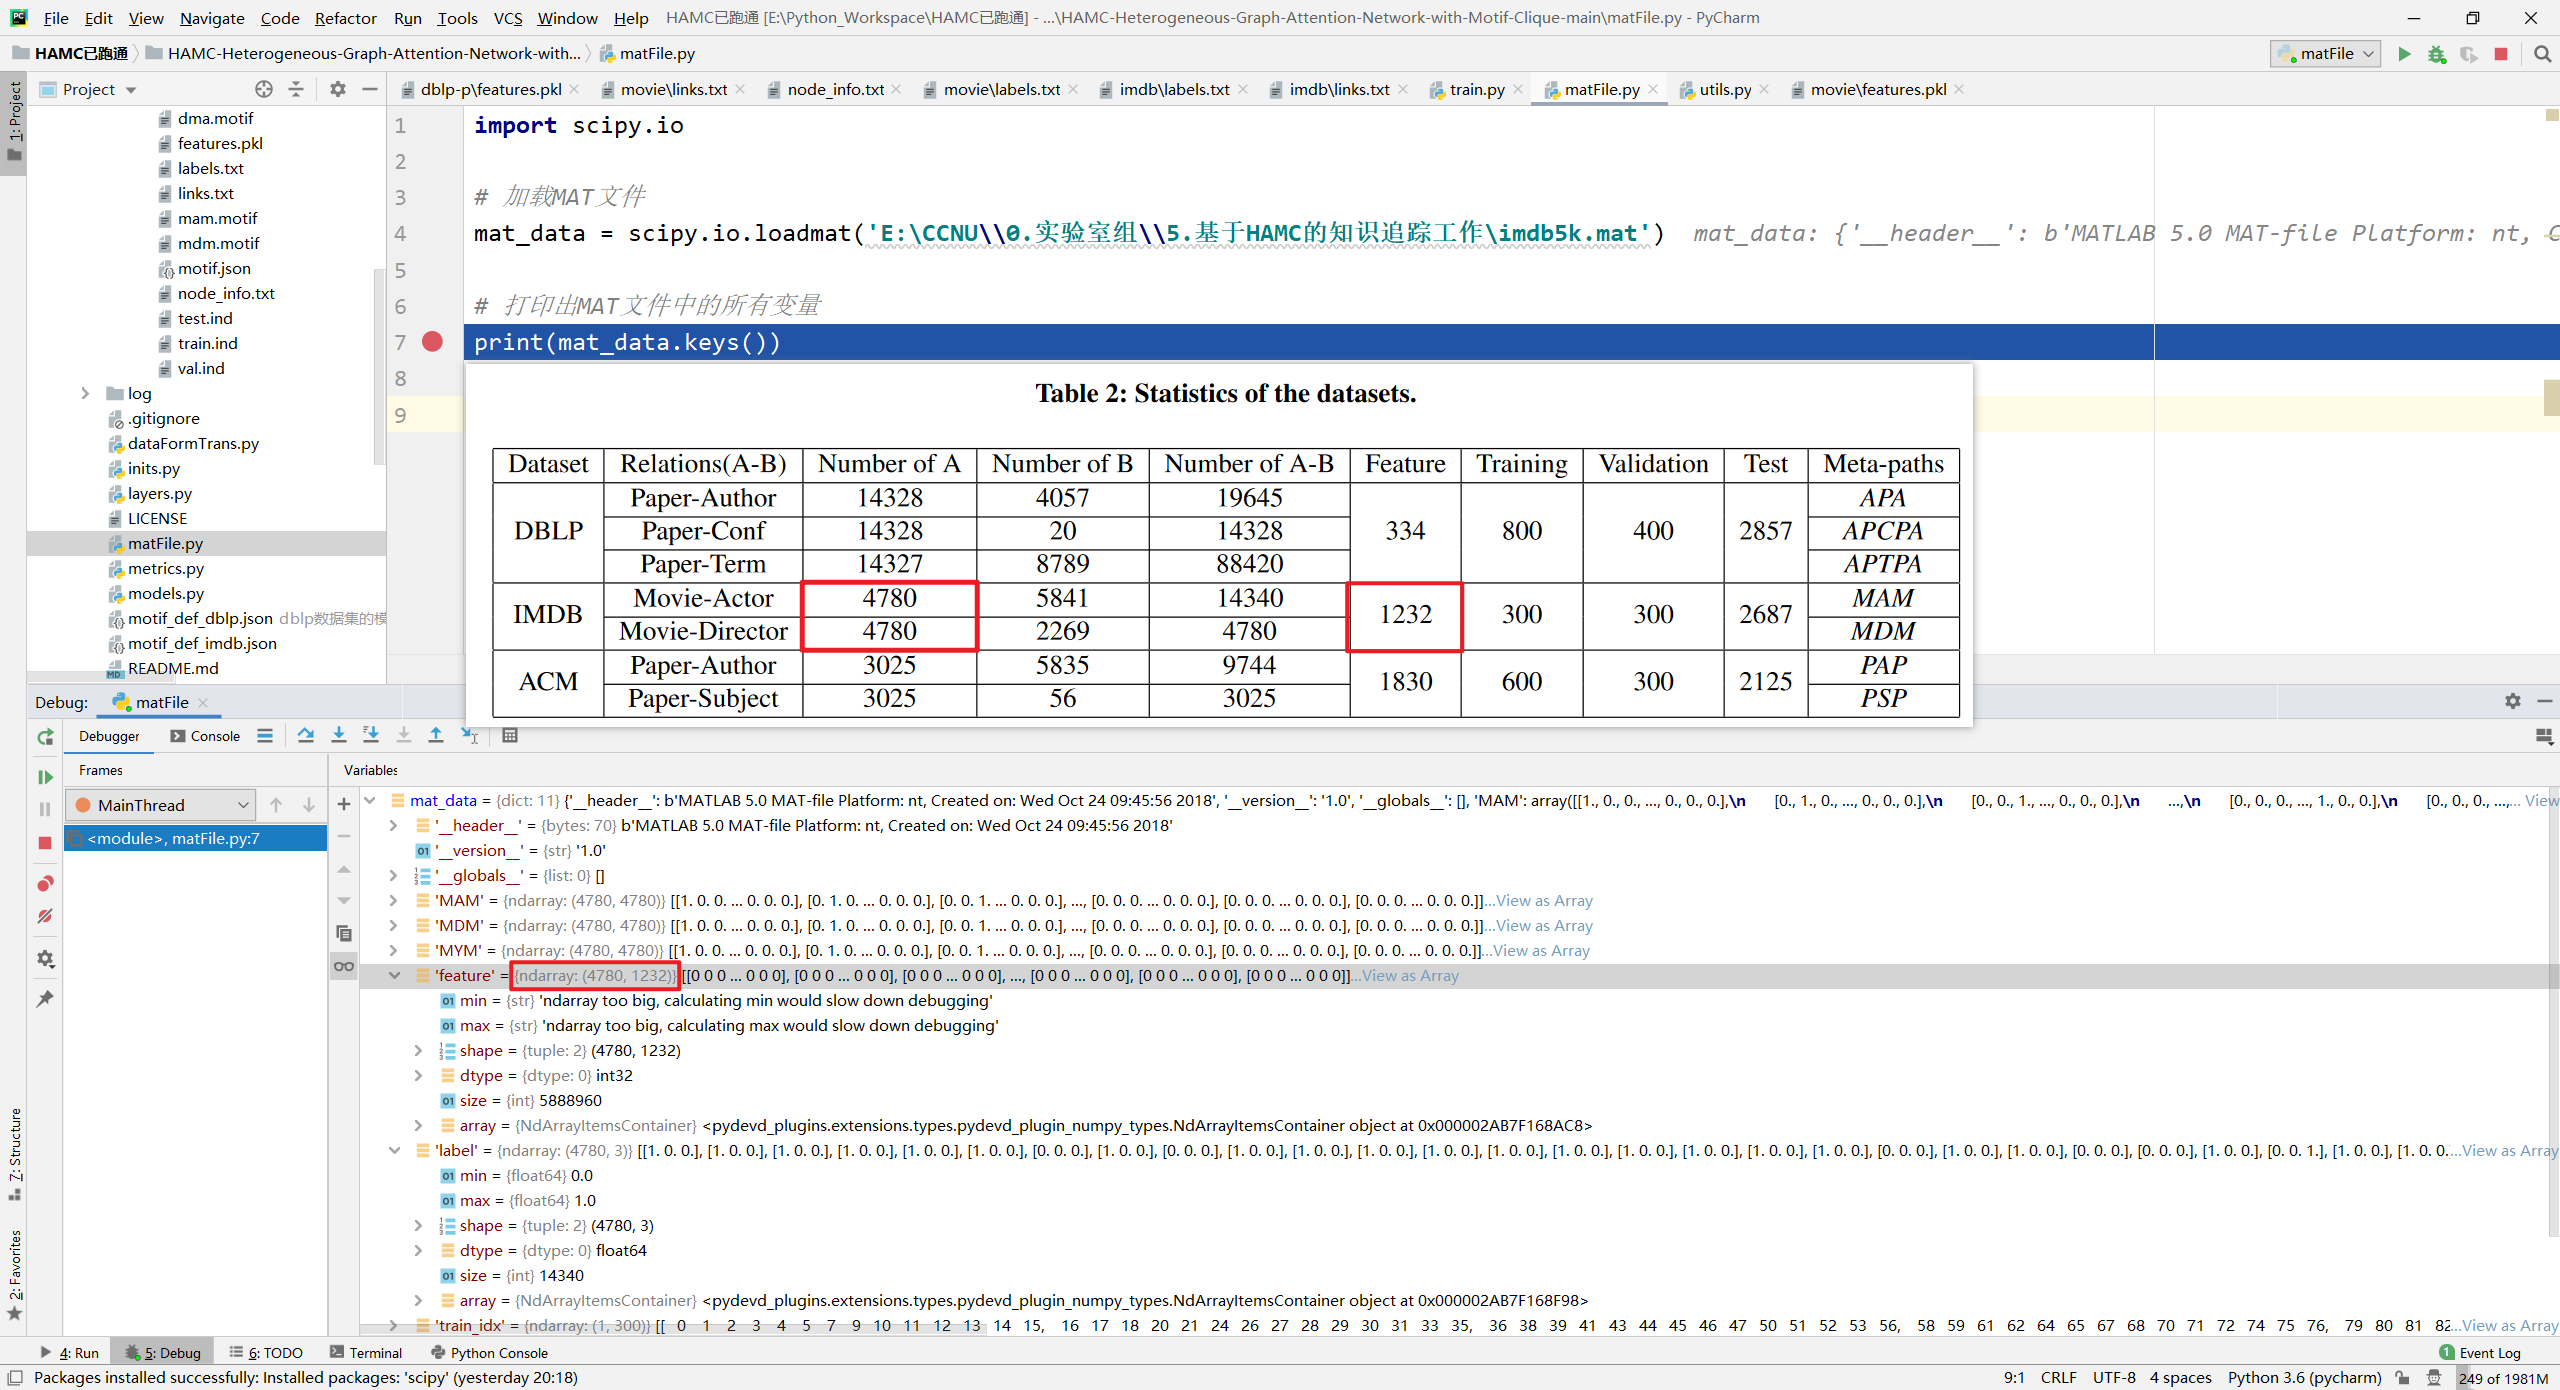 File Edit View Navigate Code Refactor Run Tools VCS Window Help HAMC已跑通 [E:\Python_Workspace\HAMC已跑通] - ...\HAMC-Heterogeneous-Graph-Attention-Network-with-Motif-Clique-main\matFile.py - PyCharm
HAMC已跑通 HAMC-Heterogeneous-Graph-Attention-Network-with... matFile.py matFile
1: Project
Project dblp-p\features.pkl movie\links.txt node_info.txt movie\labels.txt imdb\labels.txt imdb\links.txt train.py matFile.py utils.py movie\features.pkl
dma.motif
features.pkl
labels.txt
links.txt
mam.motif
mdm.motif
motif.json
node_info.txt
test.ind
train.ind
val.ind
log
.gitignore
dataFormTrans.py
inits.py
layers.py
LICENSE
matFile.py
metrics.py
models.py
motif_def_dblp.json dblp数据集的模
motif_def_imdb.json
README.md
1 import scipy.io
2
3 # 加载MAT文件
4 mat_data = scipy.io.loadmat('E:\CCNU\\0.实验室组\\5.基于HAMC的知识追踪工作\imdb5k.mat') mat_data: {'__header__': b'MATLAB 5.0 MAT-file Platform: nt, C
5
6 # 打印出MAT文件中的所有变量
7 print(mat_data.keys())
8
9
Table 2: Statistics of the datasets.
Dataset Relations(A-B) Number of A Number of B Number of A-B Feature Training Validation Test Meta-paths
DBLP Paper-Author 14328 4057 19645 334 800 400 2857 APA
Paper-Conf 14328 20 14328 APCPA
Paper-Term 14327 8789 88420 APTPA
IMDB Movie-Actor 4780 5841 14340 1232 300 300 2687 MAM
Movie-Director 4780 2269 4780 MDM
ACM Paper-Author 3025 5835 9744 1830 600 300 2125 PAP
Paper-Subject 3025 56 3025 PSP
Debug: matFile
Debugger Console
Frames Variables
MainThread
<module>, matFile.py:7
mat_data = {dict: 11} {'__header__': b'MATLAB 5.0 MAT-file Platform: nt, Created on: Wed Oct 24 09:45:56 2018', '__version__': '1.0', '__globals__': [], 'MAM': array([[1., 0., 0., ..., 0., 0., 0.],\n [0., 1., 0., ..., 0., 0., 0.],\n [0., 0., 1., ..., 0., 0., 0.],\n ...,\n [0., 0., 0., ..., 1., 0., 0.],\n [0., 0., 0., ...,... View
'__header__' = {bytes: 70} b'MATLAB 5.0 MAT-file Platform: nt, Created on: Wed Oct 24 09:45:56 2018'
'__version__' = {str} '1.0'
'__globals__' = {list: 0} []
'MAM' = {ndarray: (4780, 4780)} [[1. 0. 0. ... 0. 0. 0.], [0. 1. 0. ... 0. 0. 0.], [0. 0. 1. ... 0. 0. 0.], ..., [0. 0. 0. ... 0. 0. 0.], [0. 0. 0. ... 0. 0. 0.], [0. 0. 0. ... 0. 0. 0.]]...View as Array
'MDM' = {ndarray: (4780, 4780)} [[1. 0. 0. ... 0. 0. 0.], [0. 1. 0. ... 0. 0. 0.], [0. 0. 1. ... 0. 0. 0.], ..., [0. 0. 0. ... 0. 0. 0.], [0. 0. 0. ... 0. 0. 0.], [0. 0. 0. ... 0. 0. 0.]]...View as Array
'MYM' = {ndarray: (4780, 4780)} [[1. 0. 0. ... 0. 0. 0.], [0. 1. 0. ... 0. 0. 0.], [0. 0. 1. ... 0. 0. 0.], ..., [0. 0. 0. ... 0. 0. 0.], [0. 0. 0. ... 0. 0. 0.], [0. 0. 0. ... 0. 0. 0.]]...View as Array
'feature' = {ndarray: (4780, 1232)} [[0 0 0 ... 0 0 0], [0 0 0 ... 0 0 0], [0 0 0 ... 0 0 0], ..., [0 0 0 ... 0 0 0], [0 0 0 ... 0 0 0], [0 0 0 ... 0 0 0]]...View as Array
min = {str} 'ndarray too big, calculating min would slow down debugging'
max = {str} 'ndarray too big, calculating max would slow down debugging'
shape = {tuple: 2} (4780, 1232)
dtype = {dtype: 0} int32
size = {int} 5888960
array = {NdArrayItemsContainer} <pydevd_plugins.extensions.types.pydevd_plugin_numpy_types.NdArrayItemsContainer object at 0x000002AB7F168AC8>
'label' = {ndarray: (4780, 3)} [[1. 0. 0.], [1. 0. 0.], [1. 0. 0.], [1. 0. 0.], [1. 0. 0.], [1. 0. 0.], [0. 0. 0.], [1. 0. 0.], [0. 0. 0.], [1. 0. 0.], [1. 0. 0.], [1. 0. 0.], [1. 0. 0.], [1. 0. 0.], [1. 0. 0.], [1. 0. 0.], [1. 0. 0.], [1. 0. 0.], [1. 0. 0.], [0. 0. 0.], [1. 0. 0.], [1. 0. 0.], [0. 0. 0.], [0. 0. 0.], [1. 0. 0.], [0. 0. 1.], [1. 0. 0.], [1. 0. 0....View as Array
min = {float64} 0.0
max = {float64} 1.0
shape = {tuple: 2} (4780, 3)
dtype = {dtype: 0} float64
size = {int} 14340
array = {NdArrayItemsContainer} <pydevd_plugins.extensions.types.pydevd_plugin_numpy_types.NdArrayItemsContainer object at 0x000002AB7F168F98>
'train_idx' = {ndarray: (1, 300)} [[ 0 1 2 3 4 5 7 9 10 11 12 13 14 15, 16 17 18 20 21 24 26 27 28 29 30 31 33 35, 36 38 39 41 43 44 45 46 47 48 50 51 52 53 56, 58 59 61 62 64 65 67 68 70 71 72 74 75 76, 79 80 81 82...View as Array
7: Structure
2: Favorites
4: Run 5: Debug 6: TODO Terminal Python Console 1 Event Log
Packages installed successfully: Installed packages: 'scipy' (yesterday 20:18) 9:1 CRLF UTF-8 4 spaces Python 3.6 (pycharm) 249 of 1981M